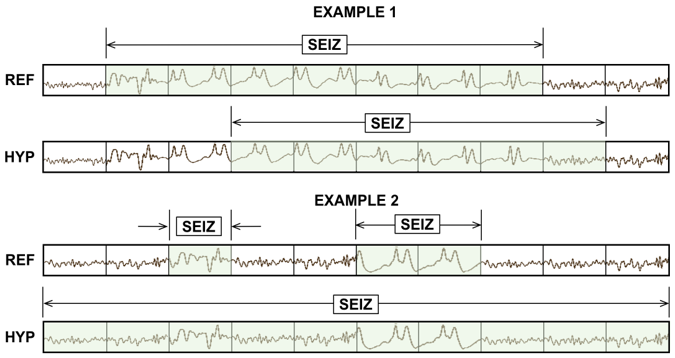 EXAMPLE 1
SEIZ
REF
SEIZ
HYP
EXAMPLE 2
SEIZ SEIZ
REF
SEIZ
HYP